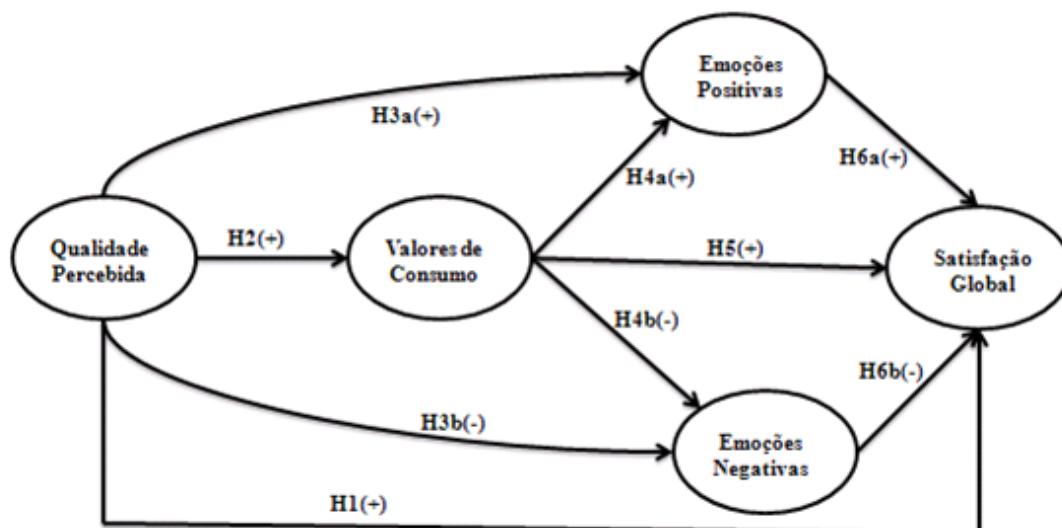 Emoções
Positivas
H3a(+)
H6a(+)
H4a(+)
Qualidade
Percebida
H2(+)
Valores de
Consumo
H5(+)
Satisfação
Global
H4b(-)
H6b(-)
H3b(-)
Emoções
Negativas
H1(+)